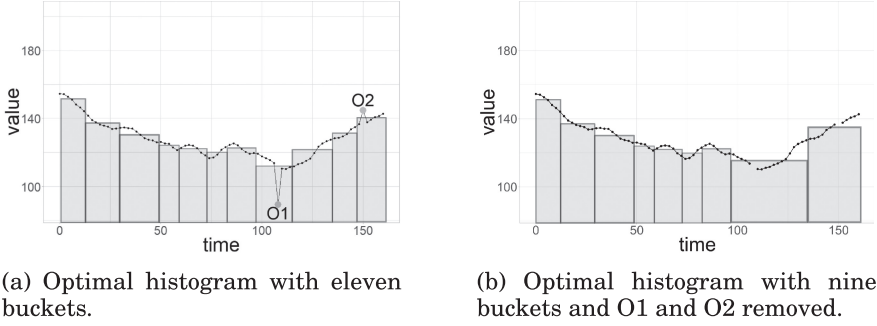 value
180
140
100
O2
O1
0
50
100
150
time
(a) Optimal histogram with eleven
buckets.
value
180
140
100
0
50
100
150
time
(b) Optimal histogram with nine
buckets and O1 and O2 removed.